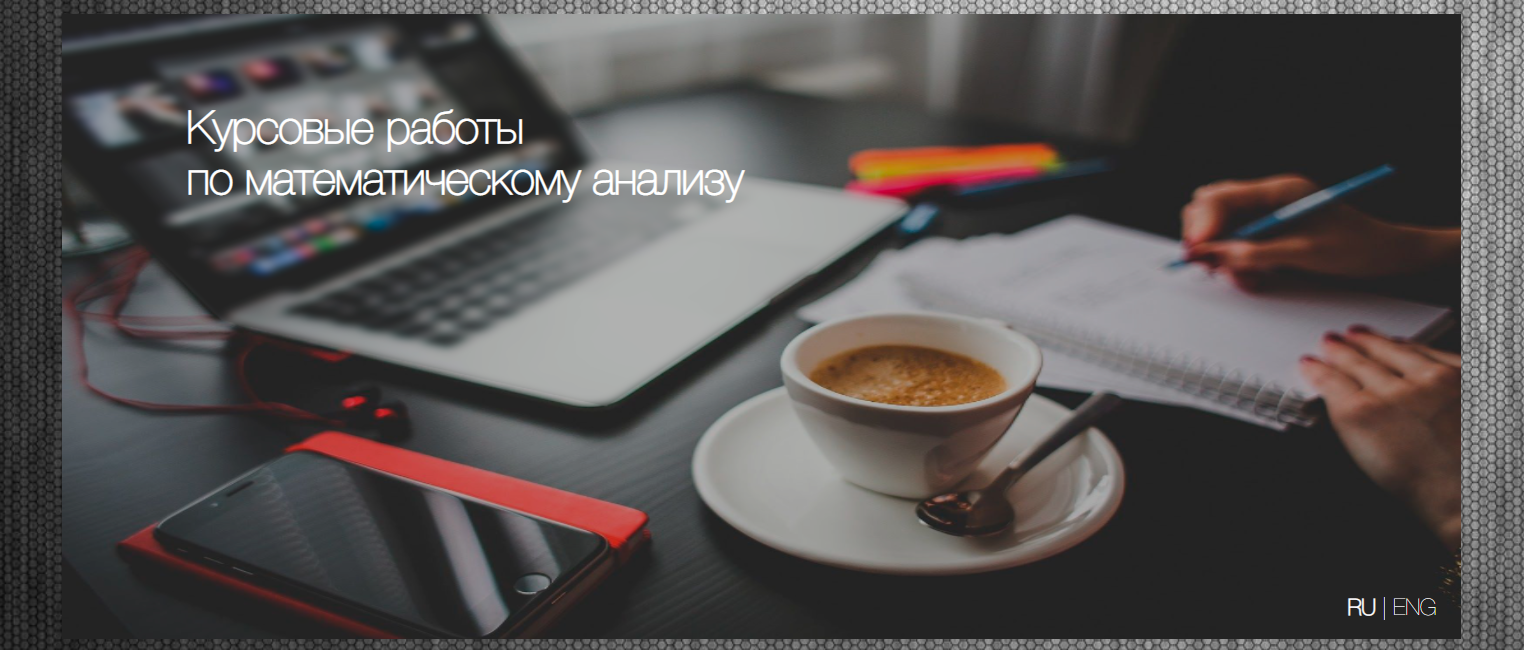 Курсовые работы
по математическому анализу
RU | ENG